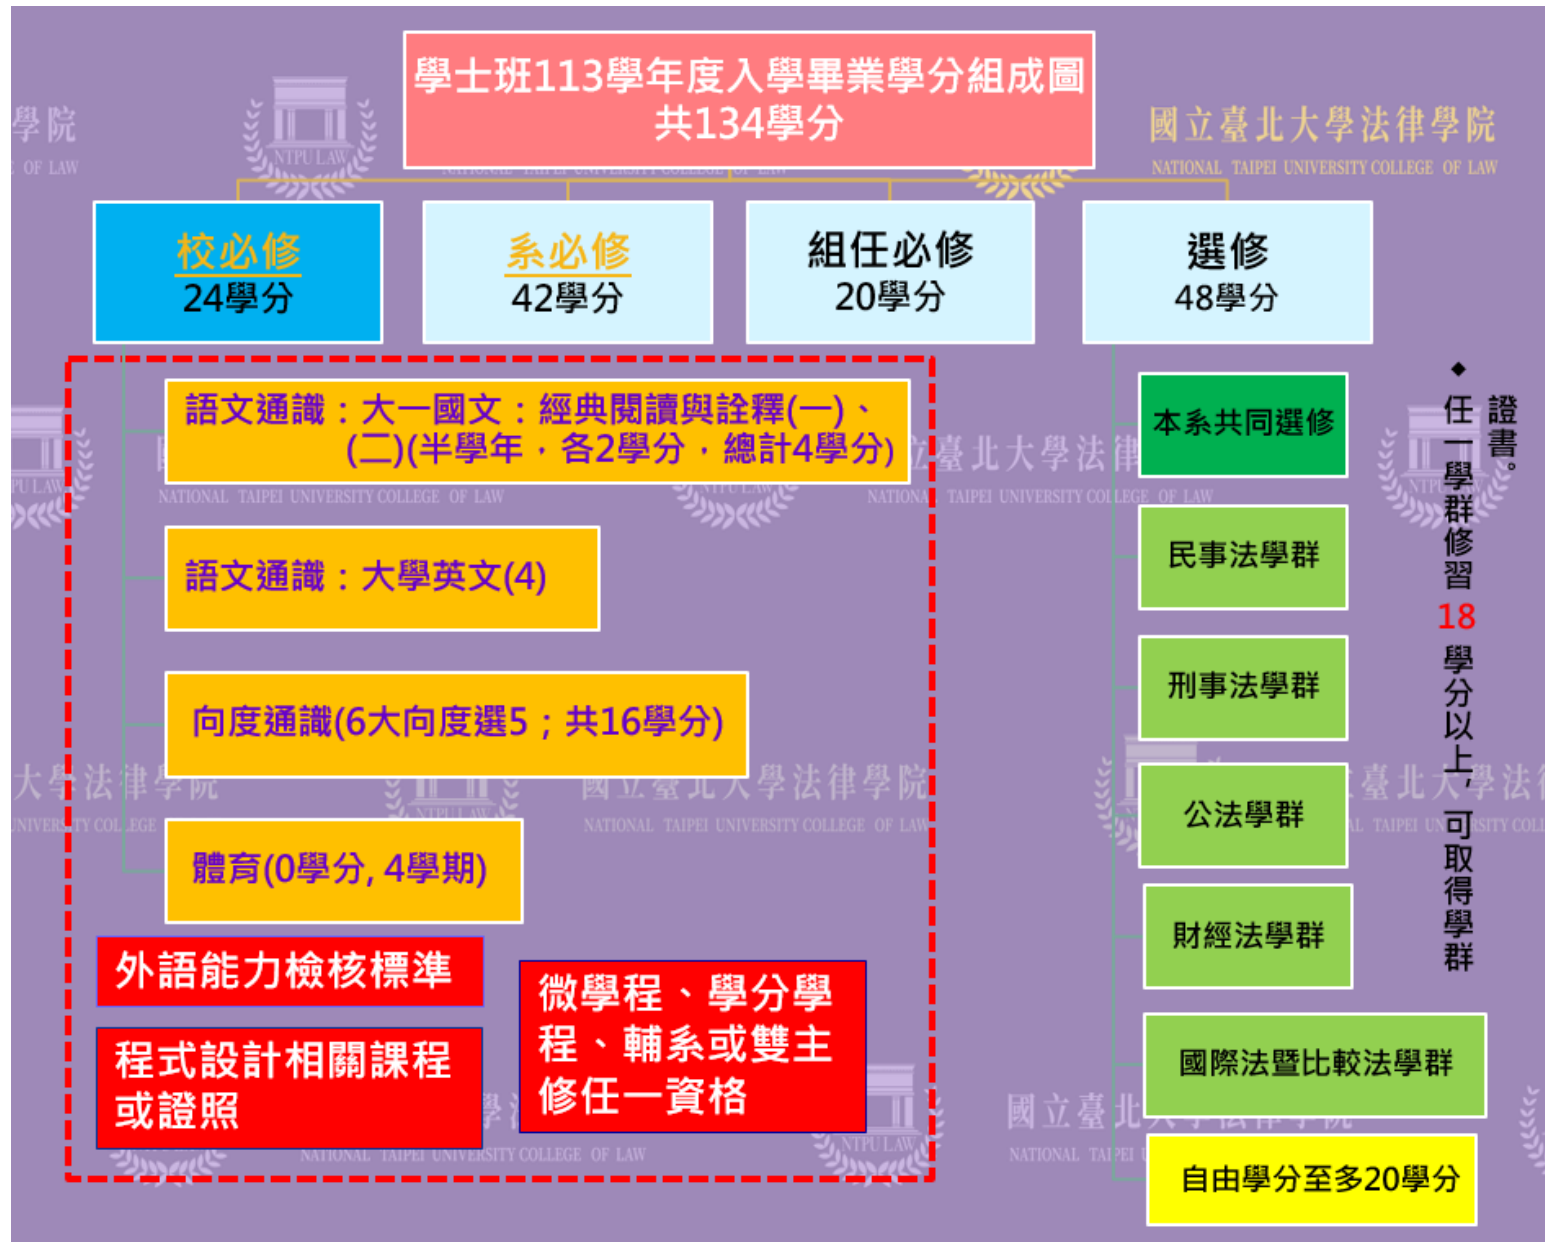 學士班113學年度入學畢業學分組成圖
共134學分
國立臺北大學法律學院
NATIONAL TAIPEI UNIVERSITY COLLEGE OF LAW
校必修
24學分
系必修
42學分
組任必修
20學分
選修
48學分
語文通識：大一國文：經典閱讀與詮釋(一)、
(二)(半學年，各2學分，總計4學分)
語文通識：大學英文(4)
向度通識(6大向度選5；共16學分)
體育(0學分, 4學期)
外語能力檢核標準
程式設計相關課程
或證照
微學程、學分學
程、輔系或雙主
修任一資格
本系共同選修
民事法學群
刑事法學群
公法學群
財經法學群
國際法暨比較法學群
自由學分至多20學分
◆任一學群修習18學分以上，可取得學群
證書。